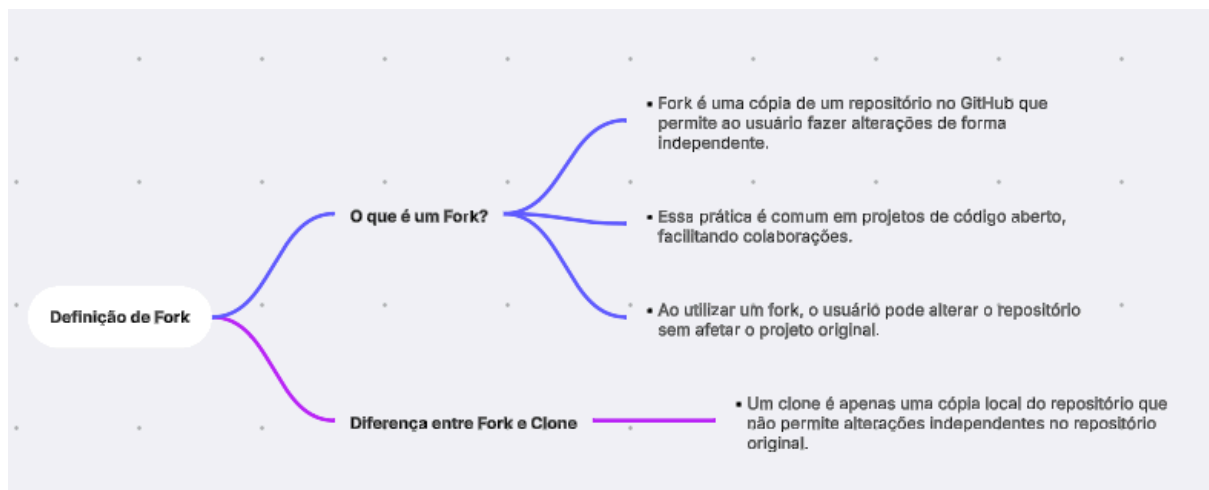 ▪ Fork é uma cópia de um repositório no GitHub que
permite ao usuário fazer alterações de forma
independente.
O que é um Fork?
▪ Essa prática é comum em projetos de código aberto,
facilitando colaborações.
Definição de Fork
▪ Ao utilizar um fork, o usuário pode alterar o repositório
sem afetar o projeto original.
Diferença entre Fork e Clone
▪ Um clone é apenas uma cópia local do repositório que
não permite alterações independentes no repositório
original.